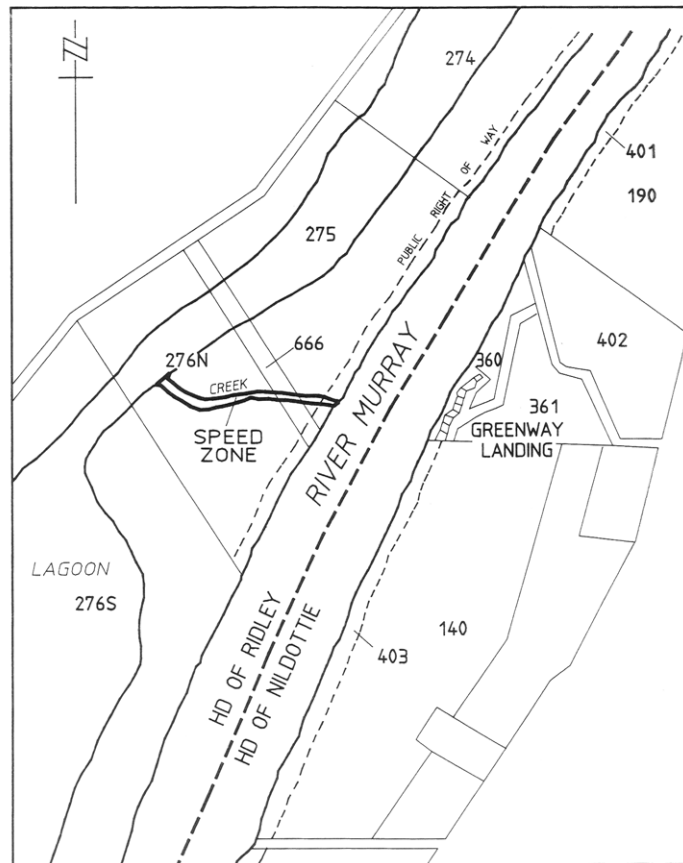 N
274
PUBLIC RIGHT OF WAY
401
190
275
402
276N
666
360
CREEK
361
SPEED
ZONE
GREENWAY
LANDING
RIVER MURRAY
LAGOON
276S
140
403
HD OF RIDLEY
HD OF NILDOTTIE